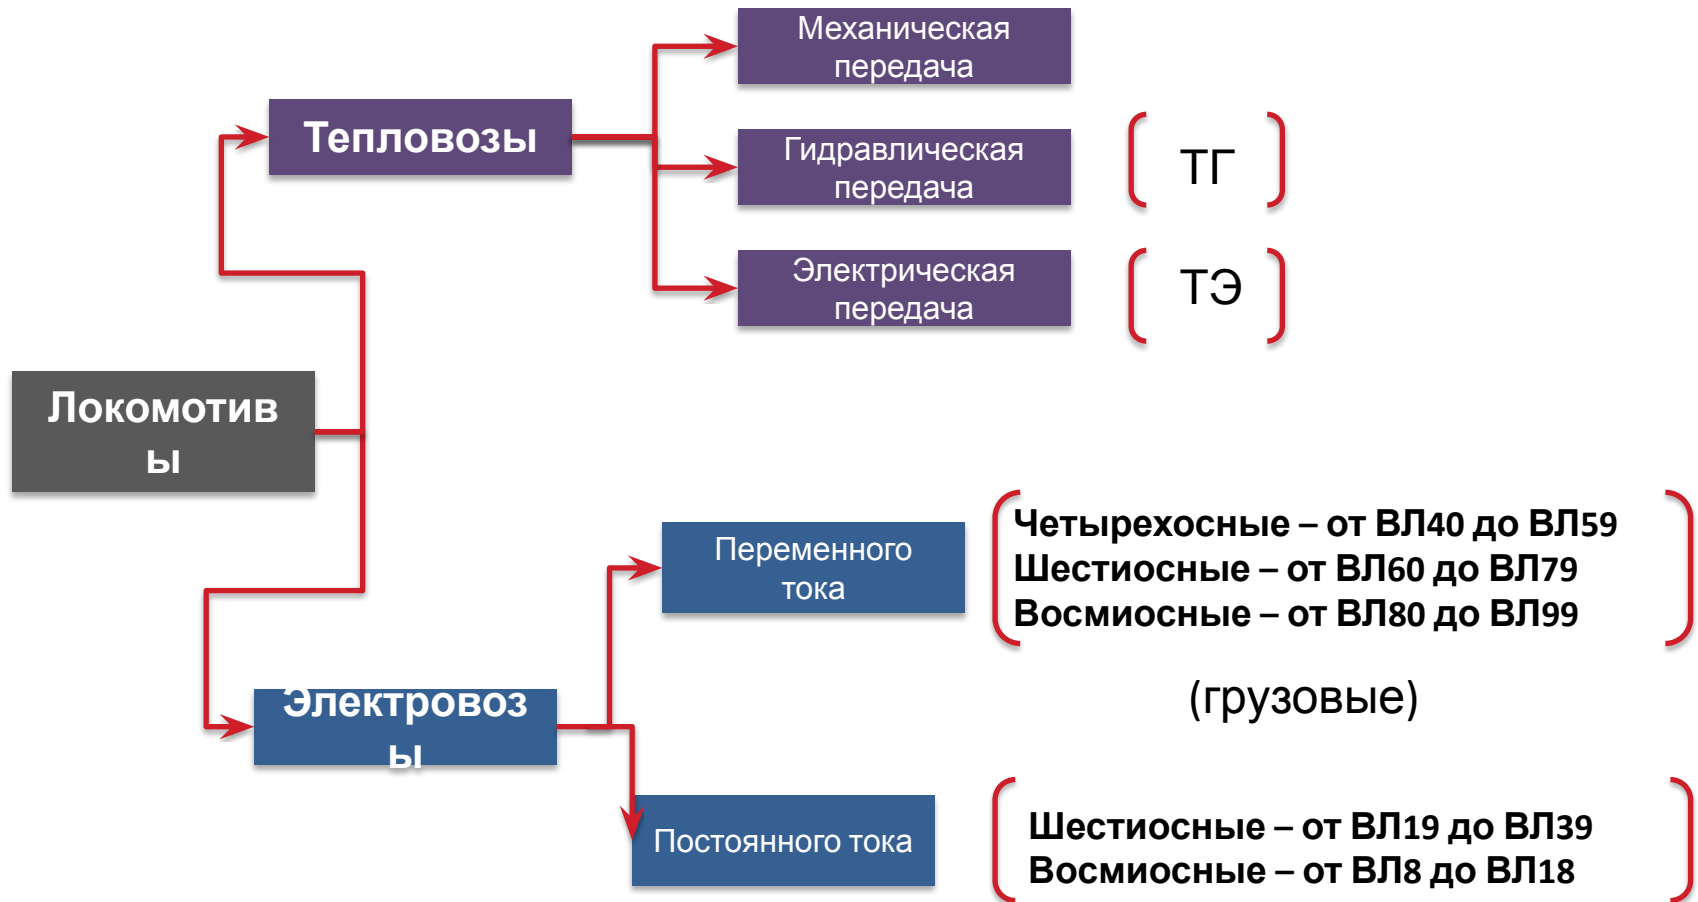 Механическая
передача
Тепловозы
Гидравлическая
передача
ТГ
Электрическая
передача
ТЭ
Локомотив
ы
Переменного
тока
Четырехосные – от ВЛ40 до ВЛ59
Шестиосные – от ВЛ60 до ВЛ79
Восмиосные – от ВЛ80 до ВЛ99
(грузовые)
Электровоз
ы
Постоянного тока
Шестиосные – от ВЛ19 до ВЛ39
Восмиосные – от ВЛ8 до ВЛ18